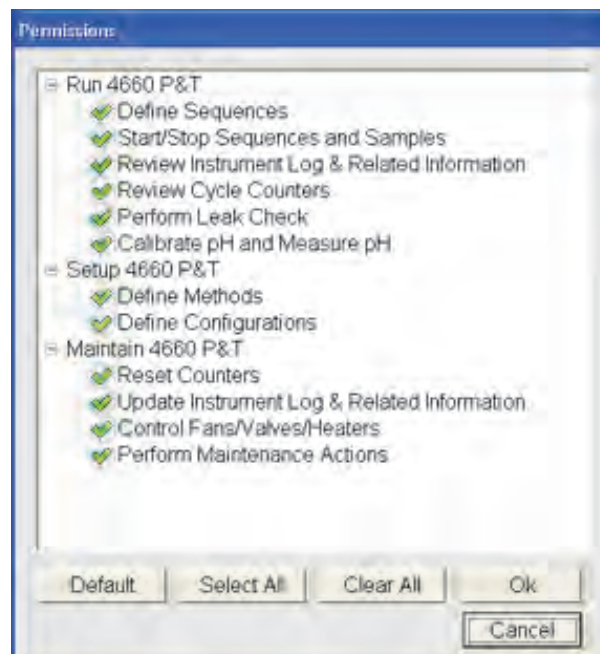 Permissions
Run 4660 P&T
Define Sequences
Start/Stop Sequences and Samples
Review Instrument Log & Related Information
Review Cycle Counters
Perform Leak Check
Calibrate pH and Measure pH
Setup 4660 P&T
Define Methods
Define Configurations
Maintain 4660 P&T
Reset Counters
Update Instrument Log & Related Information
Control Fans/Valves/Heaters
Perform Maintenance Actions
Default Select All Clear All Ok
Cancel